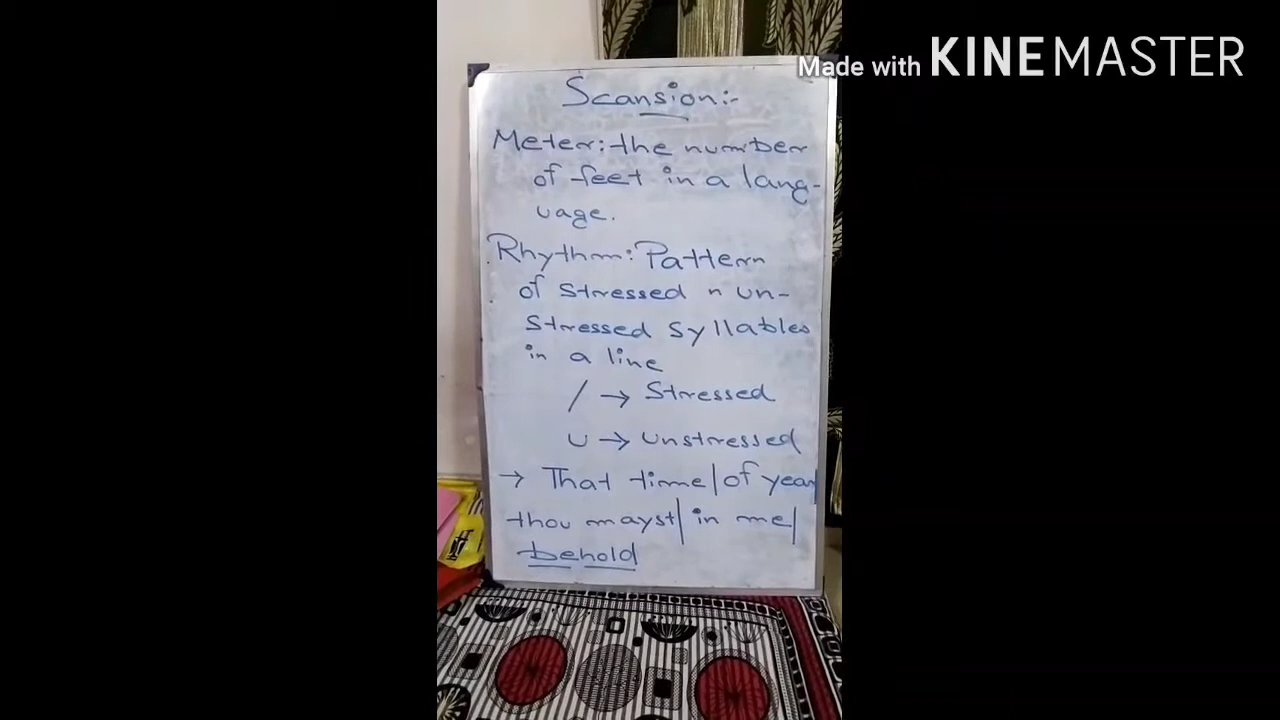 Made with KINEMASTER
Scansion:-
Meter: the number
of feet in a lang-
uage.
Rhythm: Pattern
of stressed n un-
stressed syllables
in a line
/ → Stressed
∪ → unstressed
→ That time/of year/
thou mayst/in me/
behold